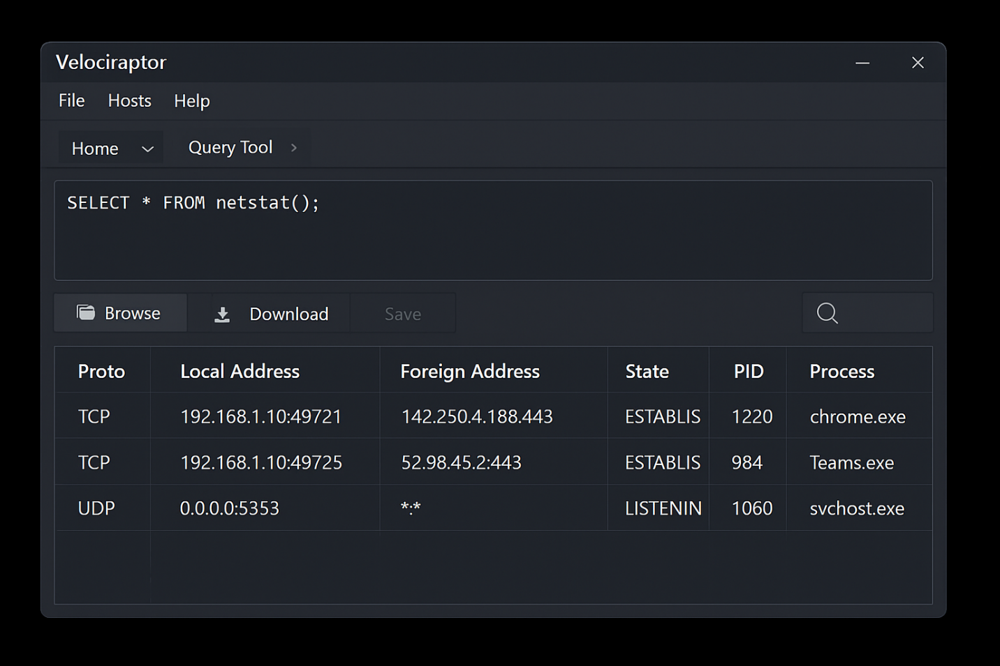 Velociraptor
File Hosts Help
Home Query Tool
SELECT * FROM netstat();
Browse Download Save
Proto Local Address Foreign Address State PID Process
TCP 192.168.1.10:49721 142.250.4.188.443 ESTABLIS 1220 chrome.exe
TCP 192.168.1.10:49725 52.98.45.2:443 ESTABLIS 984 Teams.exe
UDP 0.0.0.0:5353 *:* LISTENIN 1060 svchost.exe